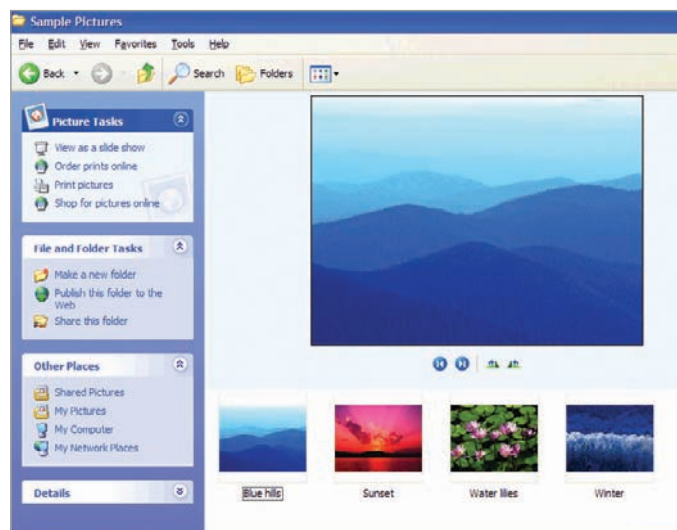 Sample Pictures
File Edit View Favorites Tools Help
Back Search Folders
Picture Tasks
View as a slide show
Order prints online
Print pictures
Shop for pictures online
File and Folder Tasks
Make a new folder
Publish this folder to the
Web
Share this folder
Other Places
Shared Pictures
My Pictures
My Computer
My Network Places
Details
Blue hills Sunset Water lilies Winter